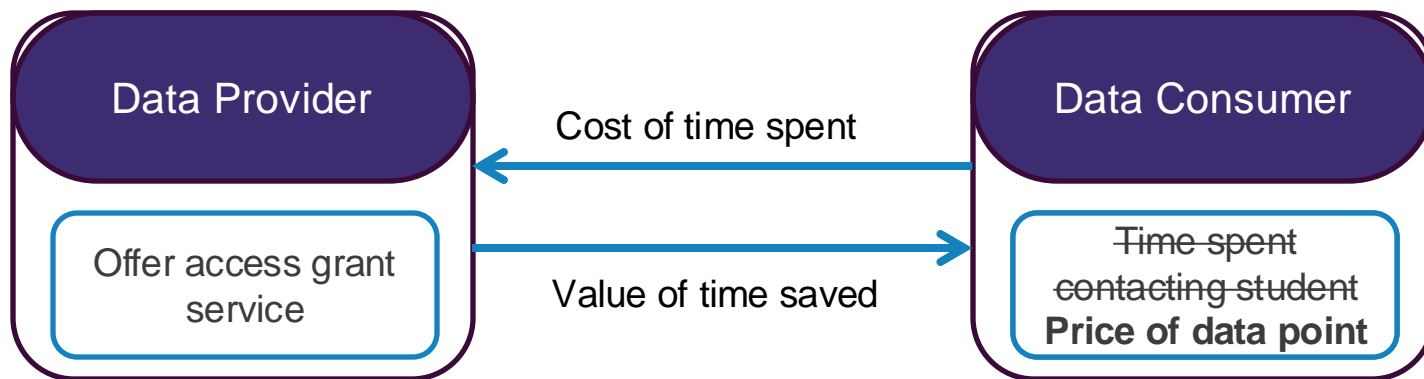 Data Provider
Offer access grant
service
Cost of time spent
Value of time saved
Data Consumer
Time spent
contacting student
Price of data point